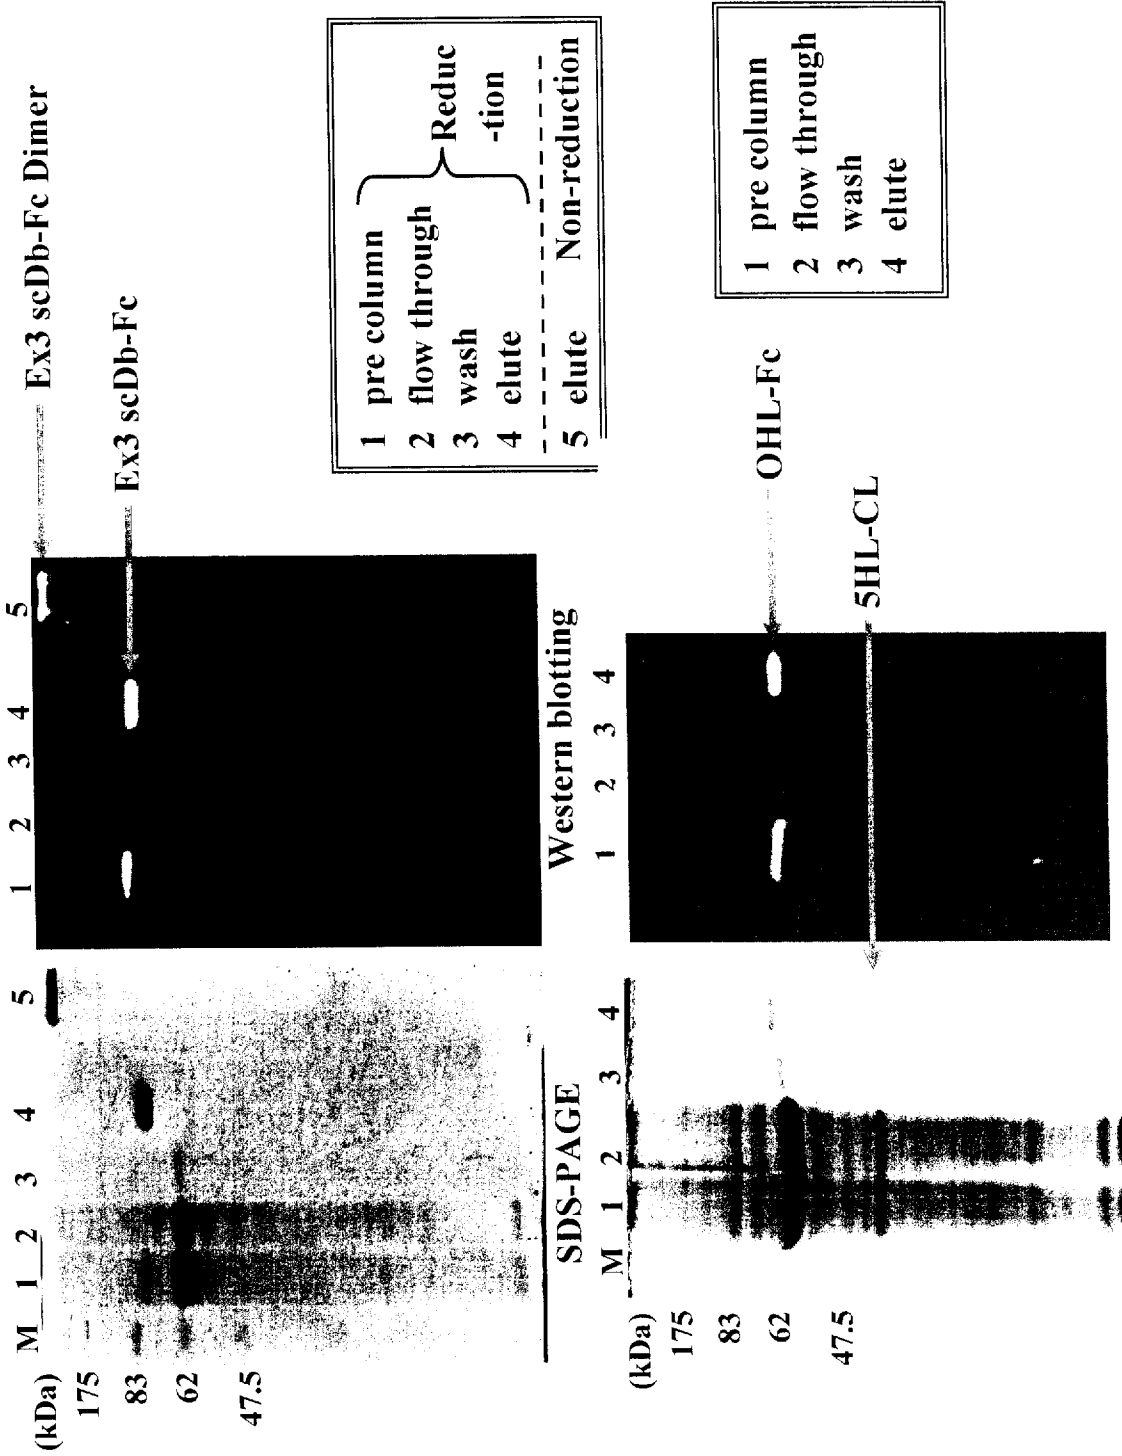 Ex3 scDb-Fc Dimer
Ex3 scDb-Fc
M 1 2 3 4 5
1 2 3 4 5
(kDa)
175
83
62
47.5
SDS-PAGE
Western blotting
1 pre column
2 flow through
3 wash
4 elute
Reduc
-tion
5 elute Non-reduction
M 1 2 3 4
1 2 3 4
(kDa)
175
83
62
47.5
OHL-Fc
5HL-CL
1 pre column
2 flow through
3 wash
4 elute